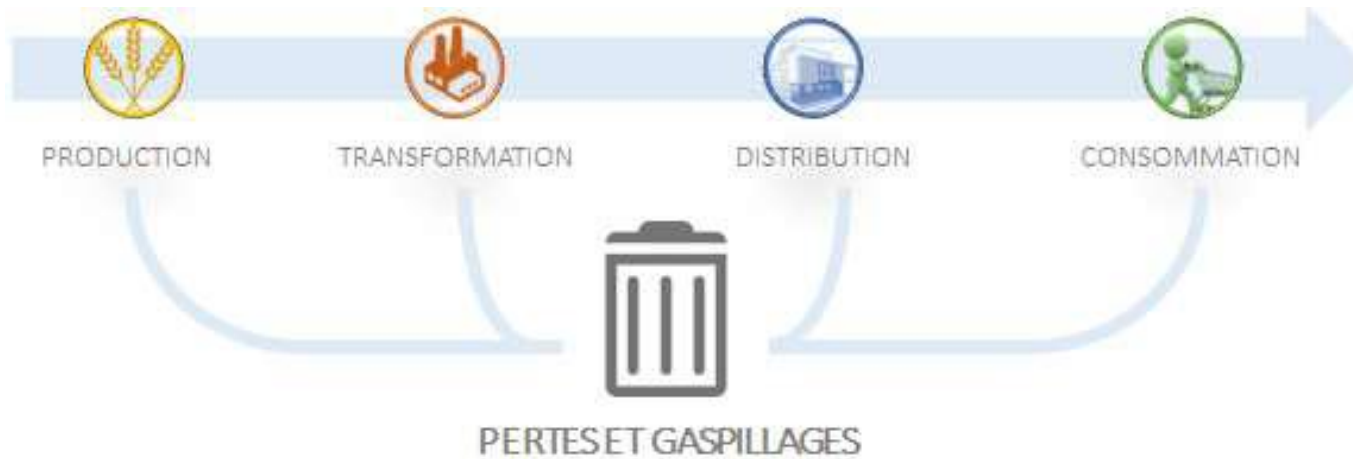 PRODUCTION TRANSFORMATION DISTRIBUTION CONSOMMATION
PERTES ET GASPILLAGES